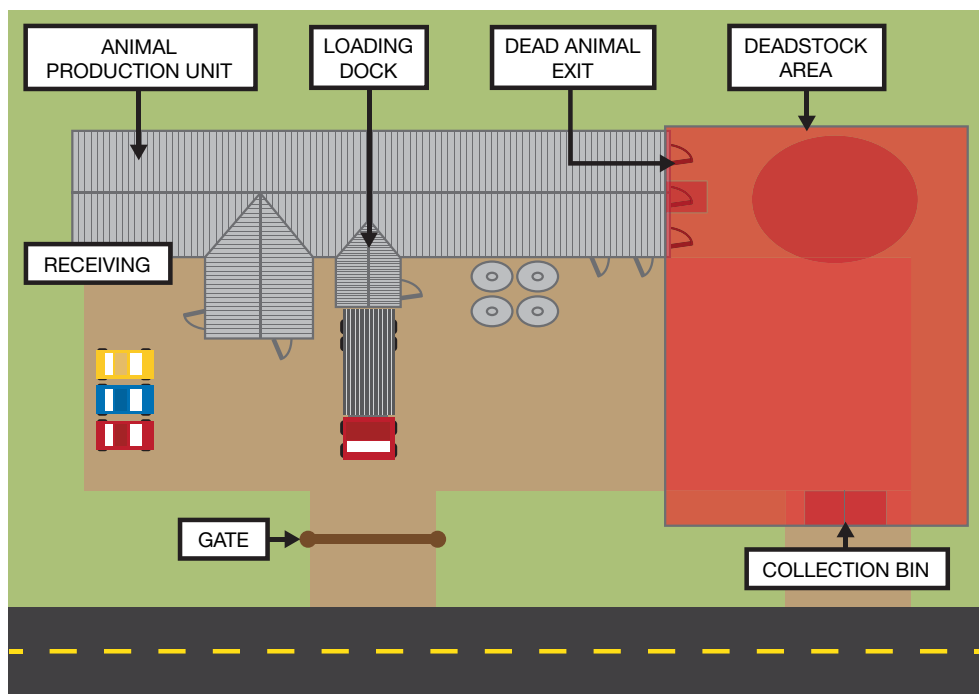 ANIMAL
PRODUCTION UNIT
LOADING
DOCK
DEAD ANIMAL
EXIT
DEADSTOCK
AREA
RECEIVING
GATE
COLLECTION BIN